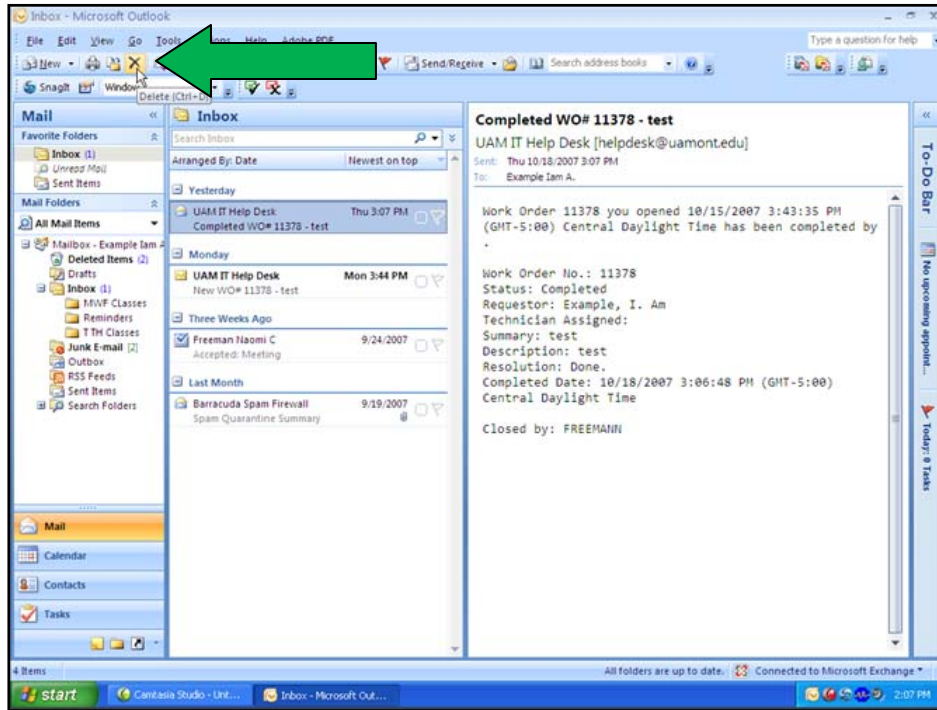 Inbox - Microsoft Outlook
File Edit View Go Tools Help Adobe PDF
Type a question for help
New Send/Receive Search address books
SnagIt Window
Delete (Ctrl+D)
Mail
Favorite Folders
Inbox (1)
Unread Mail
Sent Items
Mail Folders
All Mail Items
Mailbox - Example Iam A
Deleted Items (2)
Drafts
Inbox (1)
MWF CLasses
Reminders
T TH Classes
Junk E-mail [2]
Outbox
RSS Feeds
Sent Items
Search Folders
Mail
Calendar
Contacts
Tasks
Inbox
Search Inbox
Arranged By: Date Newest on top
Yesterday
UAM IT Help Desk Thu 3:07 PM
Completed WO# 11378 - test
Monday
UAM IT Help Desk Mon 3:44 PM
New WO# 11378 - test
Three Weeks Ago
Freeman Naomi C 9/24/2007
Accepted: Meeting
Last Month
Barracuda Spam Firewall 9/19/2007
Spam Quarantine Summary
Completed WO# 11378 - test
UAM IT Help Desk [helpdesk@uamont.edu]
Sent: Thu 10/18/2007 3:07 PM
To: Example Iam A.
Work Order 11378 you opened 10/15/2007 3:43:35 PM
(GMT-5:00) Central Daylight Time has been completed by
.
Work Order No.: 11378
Status: Completed
Requestor: Example, I. Am
Technician Assigned:
Summary: test
Description: test
Resolution: Done.
Completed Date: 10/18/2007 3:06:48 PM (GMT-5:00)
Central Daylight Time
Closed by: FREEMANN
To-Do Bar
No upcoming appoint...
Today: 0 Tasks
4 Items
All folders are up to date. Connected to Microsoft Exchange
start Camtasia Studio - Unt... Inbox - Microsoft Out... 2:07 PM